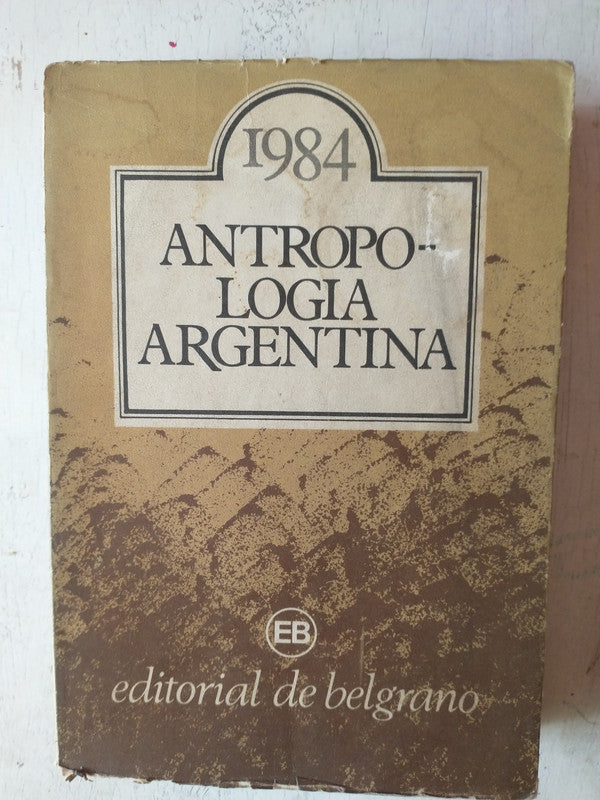 1984
ANTROPO-
LOGIA
ARGENTINA
EB
editorial de belgrano